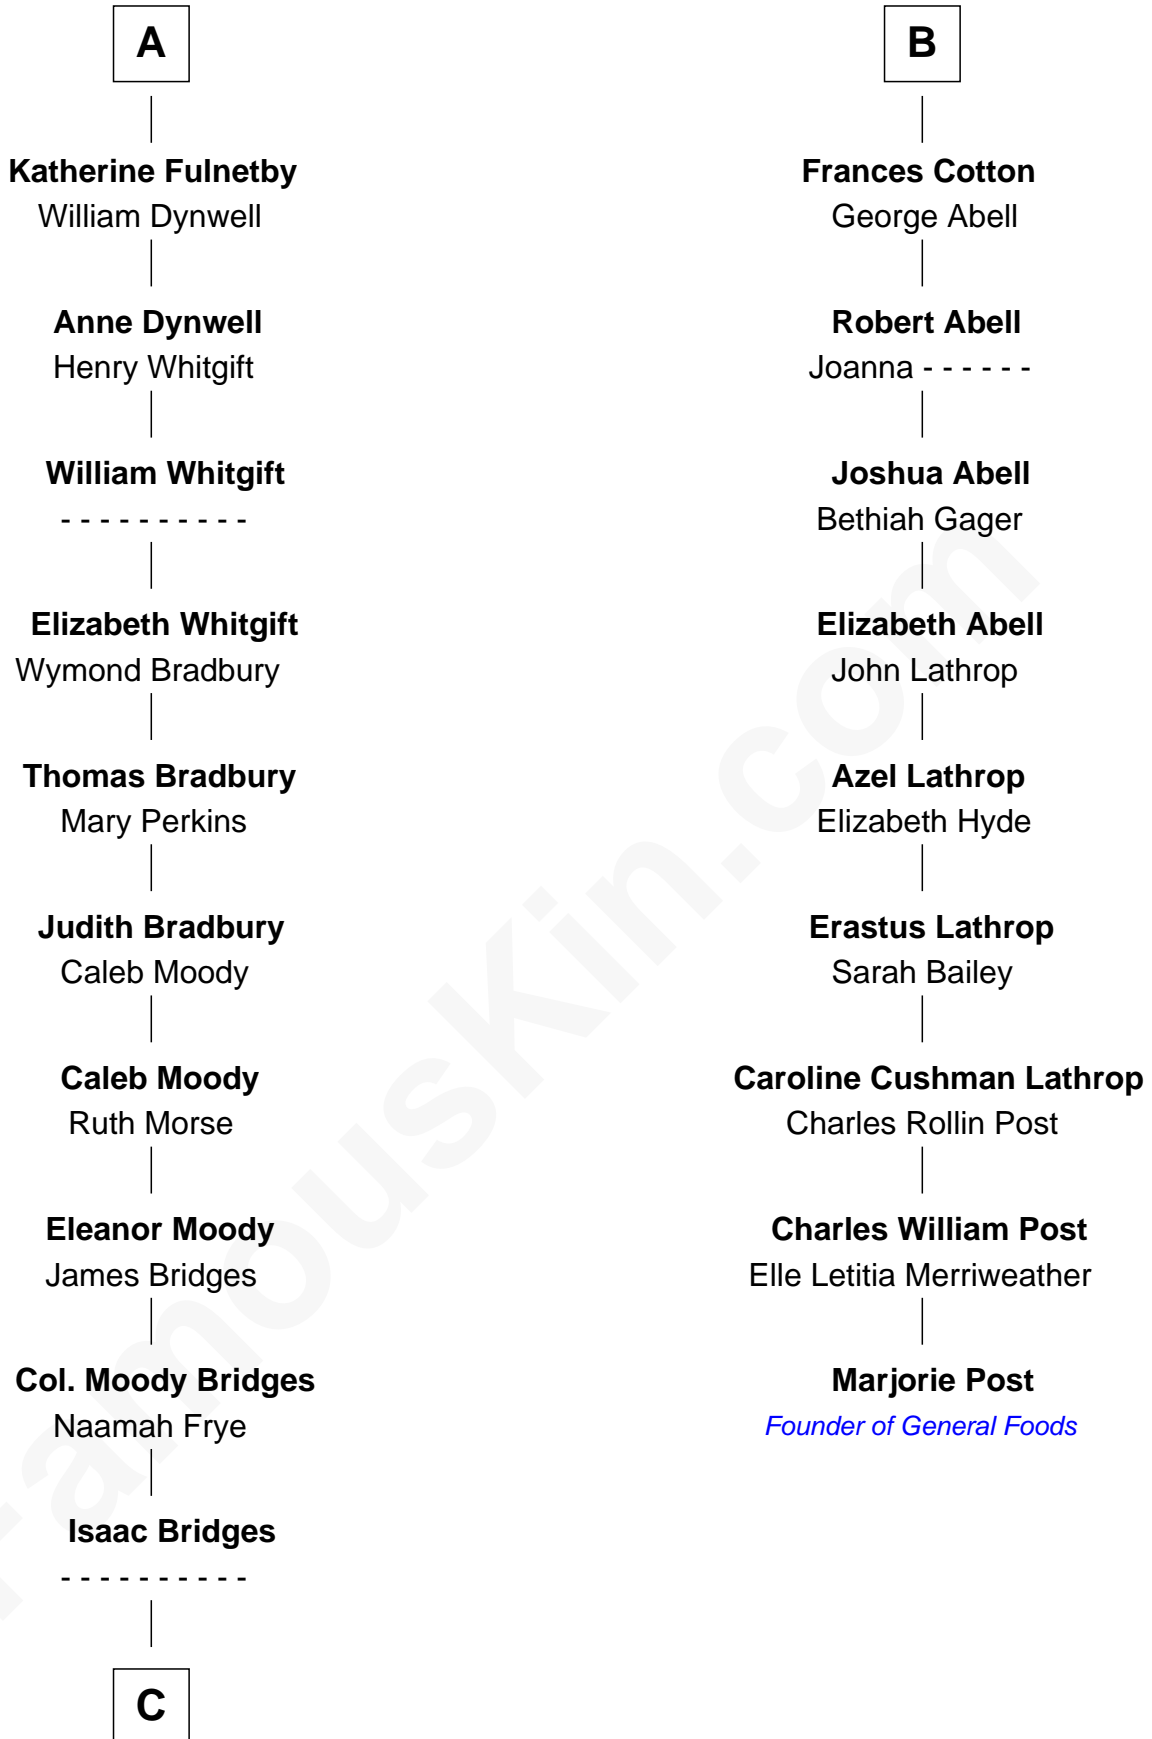 A
Katherine Fulnetby
William Dynwell
Anne Dynwell
Henry Whitgift
William Whitgift
- - - - - - - - - -
Elizabeth Whitgift
Wymond Bradbury
Thomas Bradbury
Mary Perkins
Judith Bradbury
Caleb Moody
Caleb Moody
Ruth Morse
Eleanor Moody
James Bridges
Col. Moody Bridges
Naamah Frye
Isaac Bridges
- - - - - - - - - -
C
B
Frances Cotton
George Abell
Robert Abell
Joanna - - - - - -
Joshua Abell
Bethiah Gager
Elizabeth Abell
John Lathrop
Azel Lathrop
Elizabeth Hyde
Erastus Lathrop
Sarah Bailey
Caroline Cushman Lathrop
Charles Rollin Post
Charles William Post
Elle Letitia Merriweather
Marjorie Post
Founder of General Foods
FamousKin.com